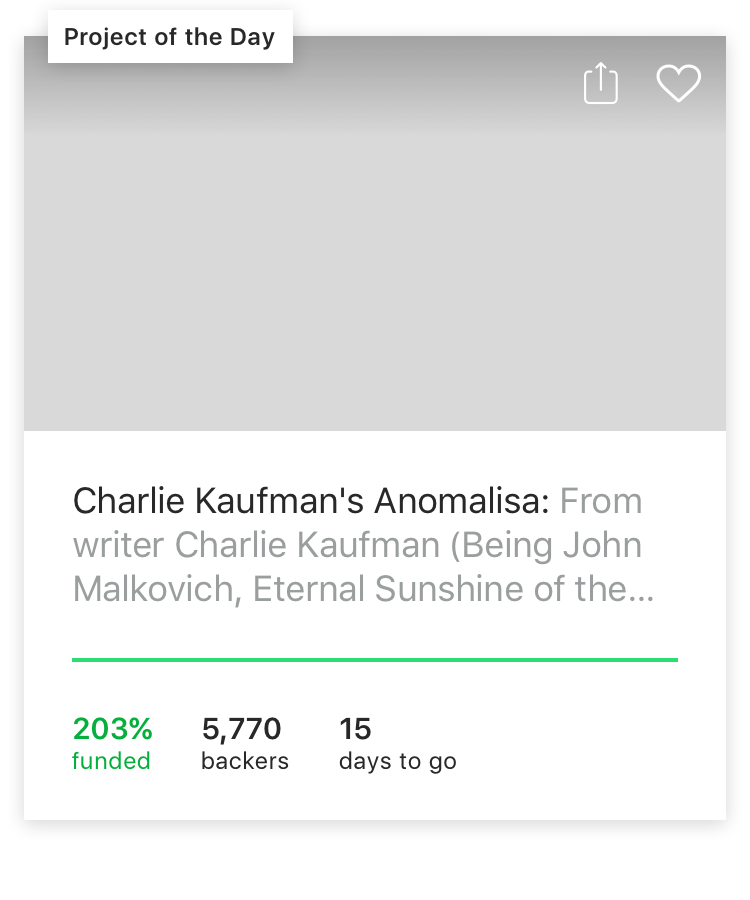 Project of the Day
Charlie Kaufman's Anomalisa: From
writer Charlie Kaufman (Being John
Malkovich, Eternal Sunshine of the...
203% 5,770 15
funded backers days to go